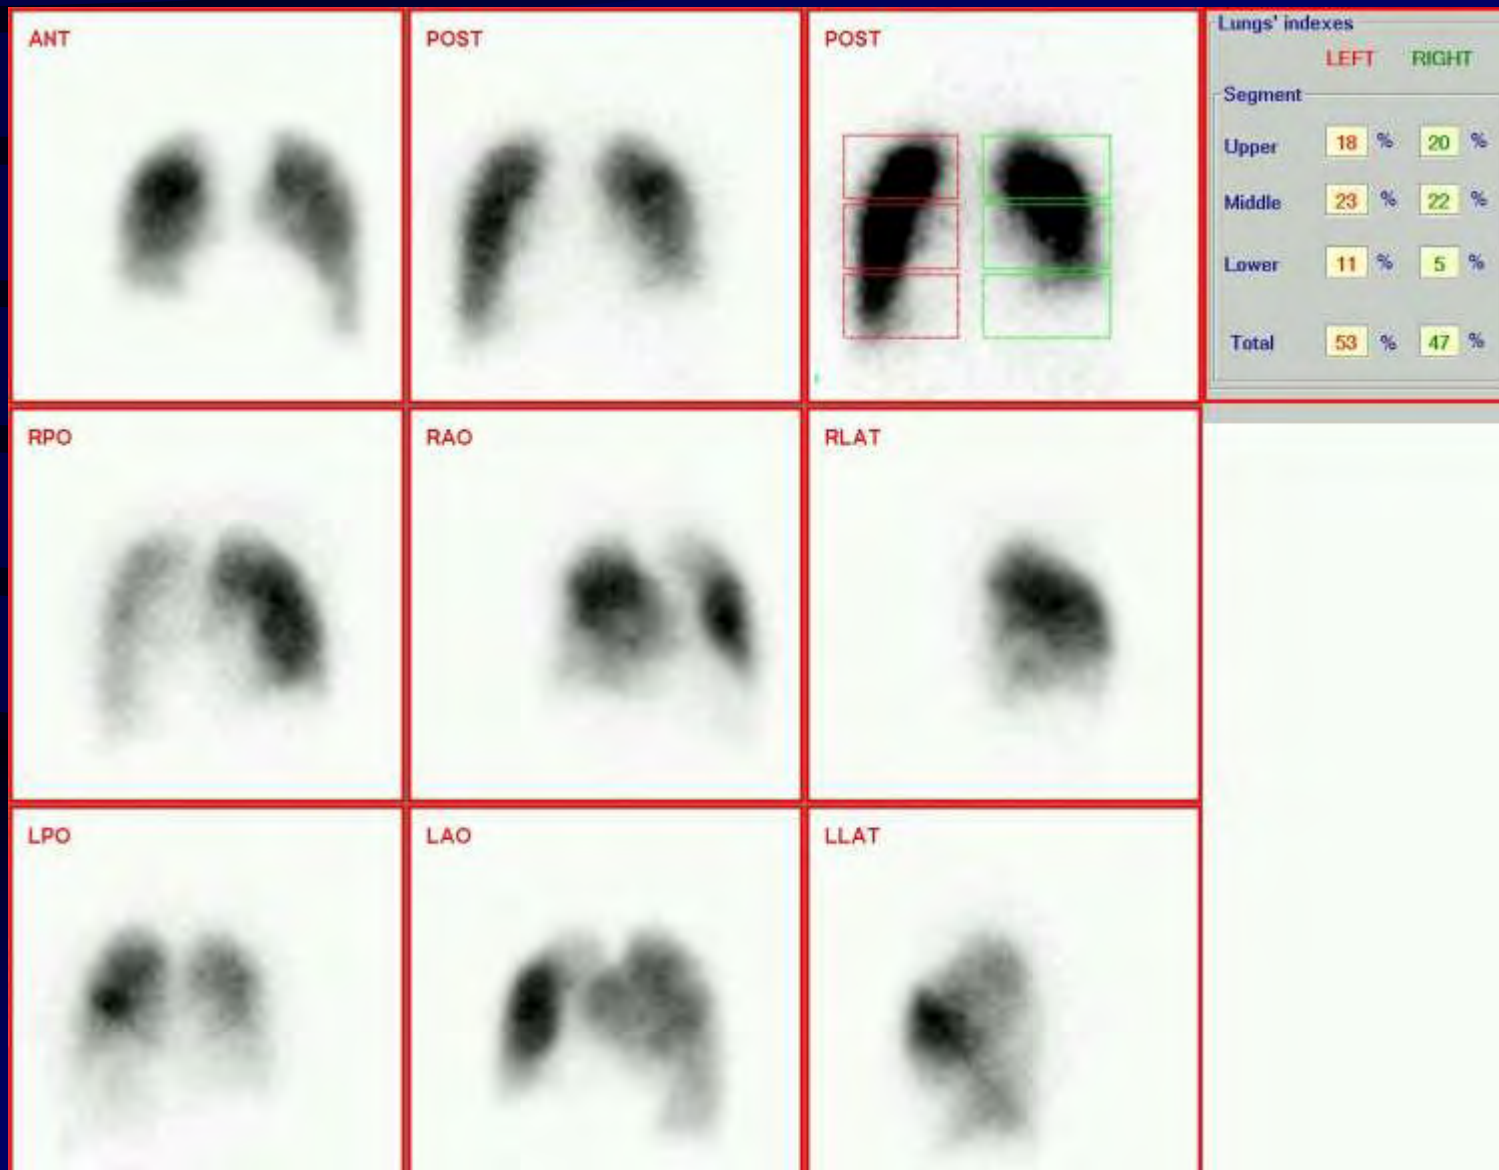 ANT
POST
POST
Lungs' indexes
LEFT RIGHT
Segment
Upper 18 % 20 %
Middle 23 % 22 %
Lower 11 % 5 %
Total 53 % 47 %
RPO
RAO
RLAT
LPO
LAO
LLAT